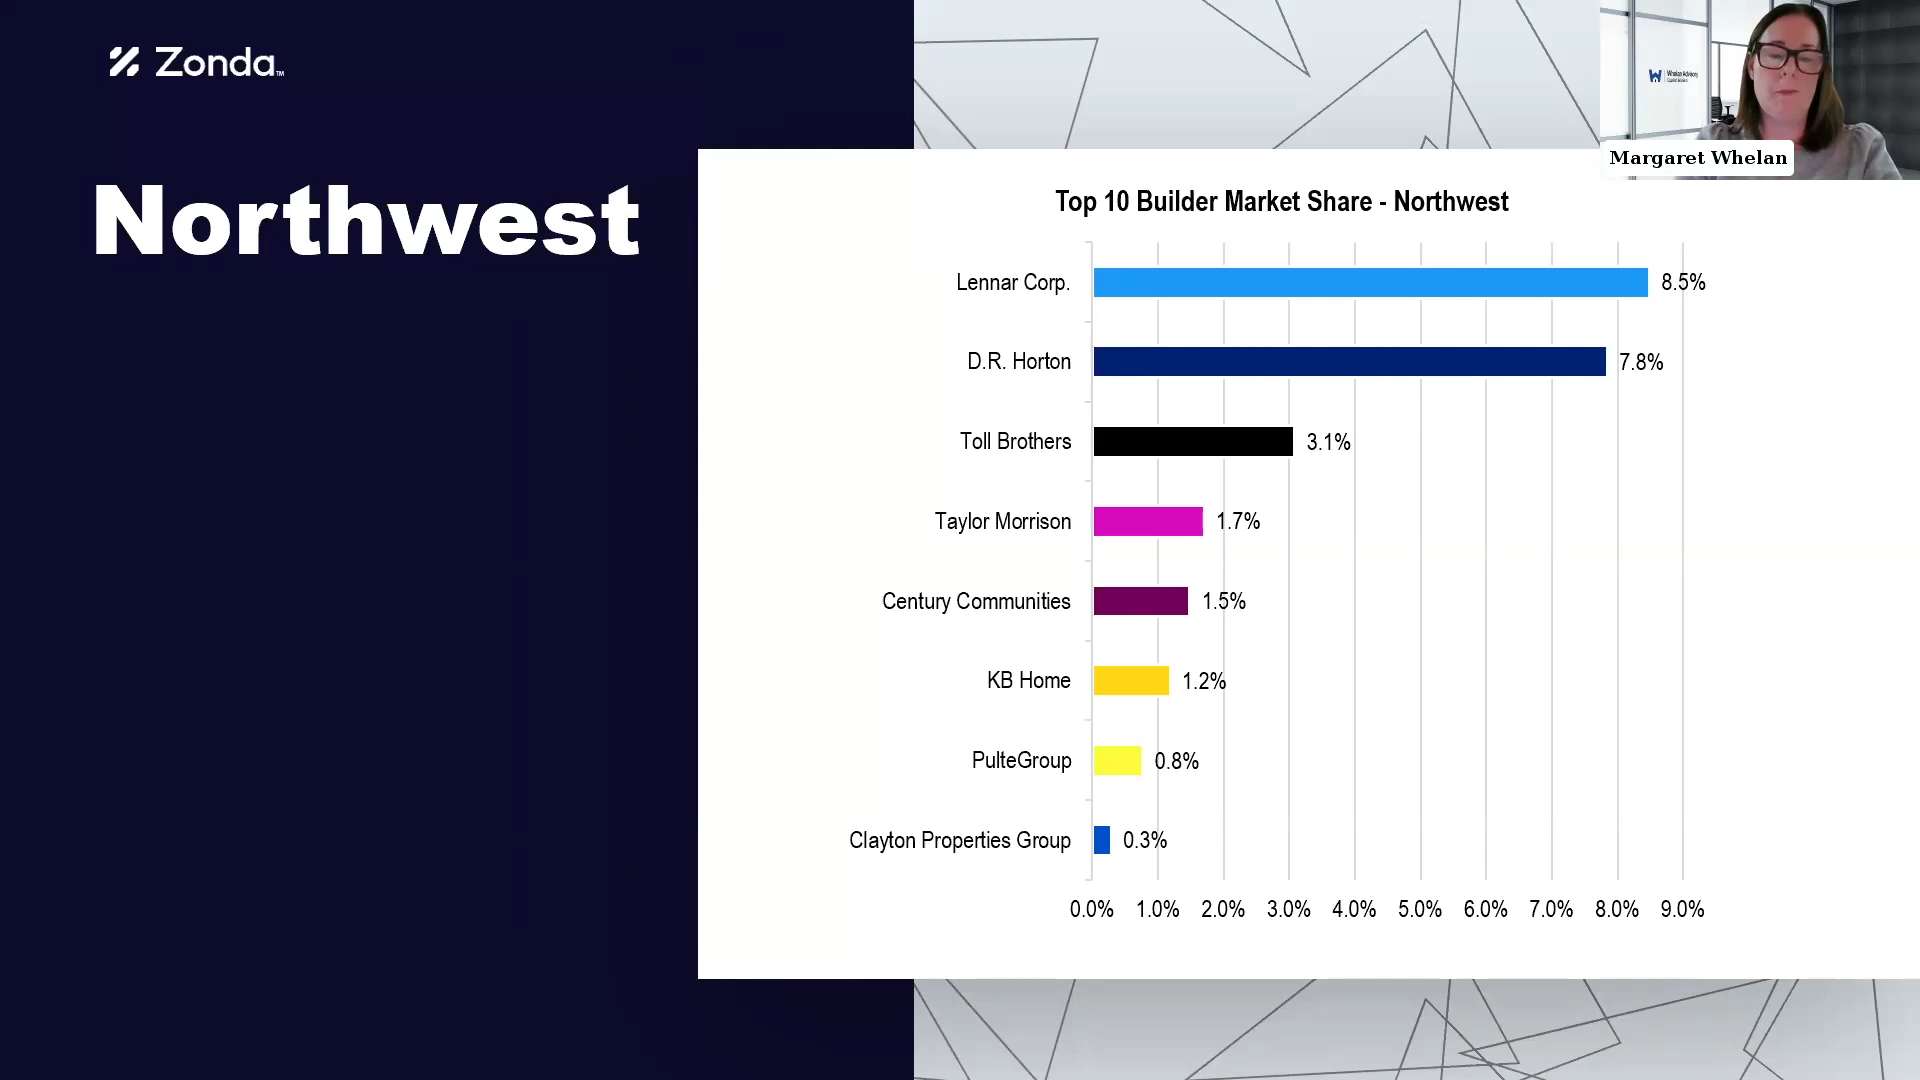 Zonda™
Northwest
Whelan Advisory
Margaret Whelan
Top 10 Builder Market Share - Northwest
Lennar Corp. 8.5%
D.R. Horton 7.8%
Toll Brothers 3.1%
Taylor Morrison 1.7%
Century Communities 1.5%
KB Home 1.2%
PulteGroup 0.8%
Clayton Properties Group 0.3%
0.0% 1.0% 2.0% 3.0% 4.0% 5.0% 6.0% 7.0% 8.0% 9.0%